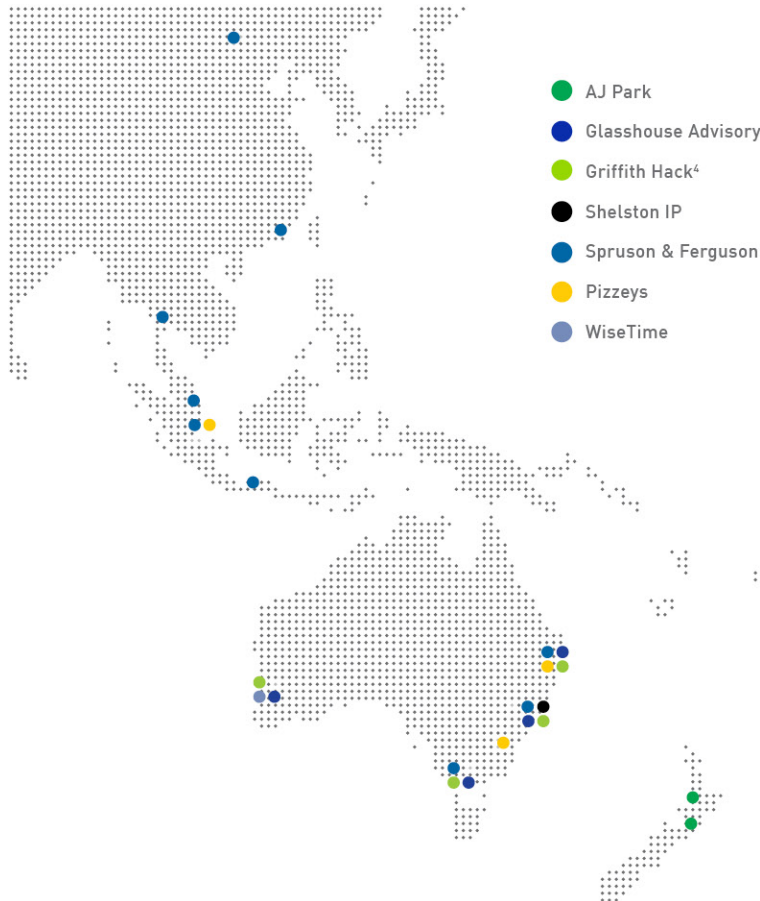 AJ Park
Glasshouse Advisory
Griffith Hack⁴
Shelston IP
Spruson & Ferguson
Pizzeys
WiseTime